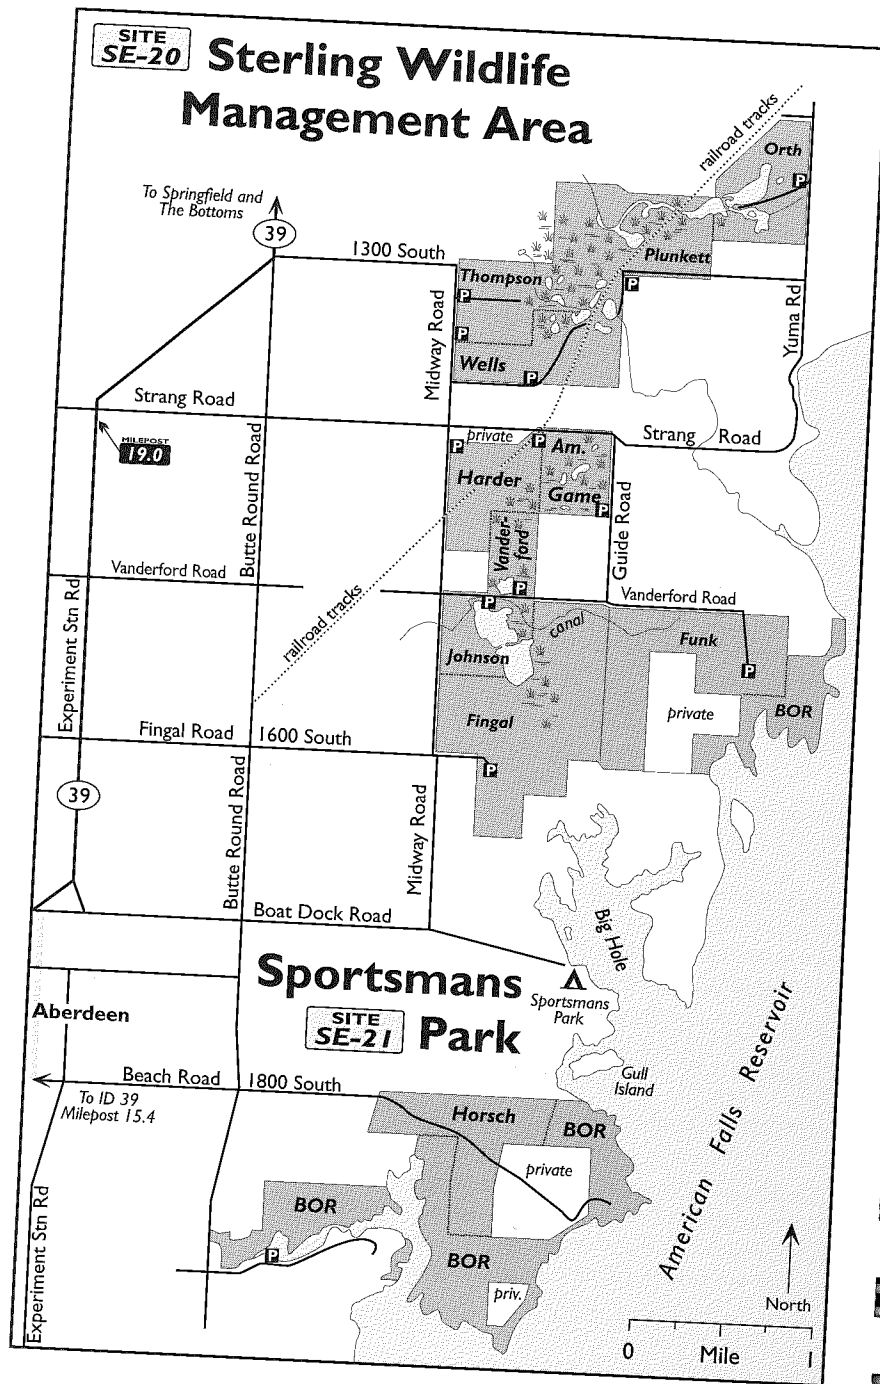 SITE
SE-20
Sterling Wildlife
Management Area
railroad tracks
Orth
P
To Springfield and
The Bottoms
39
1300 South
Plunkett
Thompson
P
P
P
Wells
P
Midway Road
Yuma Rd
Strang Road
MILEPOST
19.0
private
P
P
Am.
Game
P
Strang Road
Harder
Butte Round Road
Vander-
ford
Guide Road
Vanderford Road
P
P
Vanderford Road
railroad tracks
canal
Funk
P
Johnson
Experiment Stn Rd
private
BOR
Fingal
Fingal Road
1600 South
P
39
Butte Round Road
Midway Road
Boat Dock Road
Big Hole
Sportsmans
Park
SITE
SE-21
Sportsmans
Park
Aberdeen
Gull
Island
American Falls Reservoir
Beach Road
1800 South
To ID 39
Milepost 15.4
Horsch
BOR
private
BOR
P
BOR
priv.
Experiment Stn Rd
North
0 Mile 1